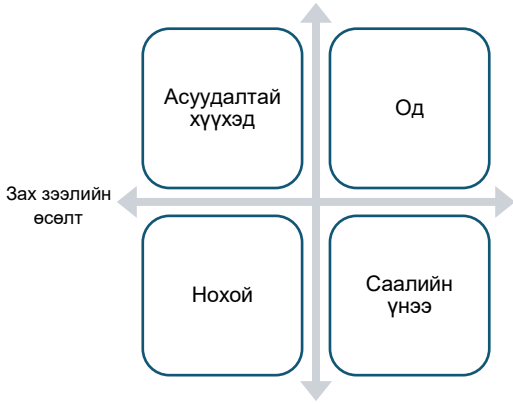 Асуудалтай
хүүхэд
Од
Зах зээлийн
өсөлт
Нохой
Саалийн
үнээ